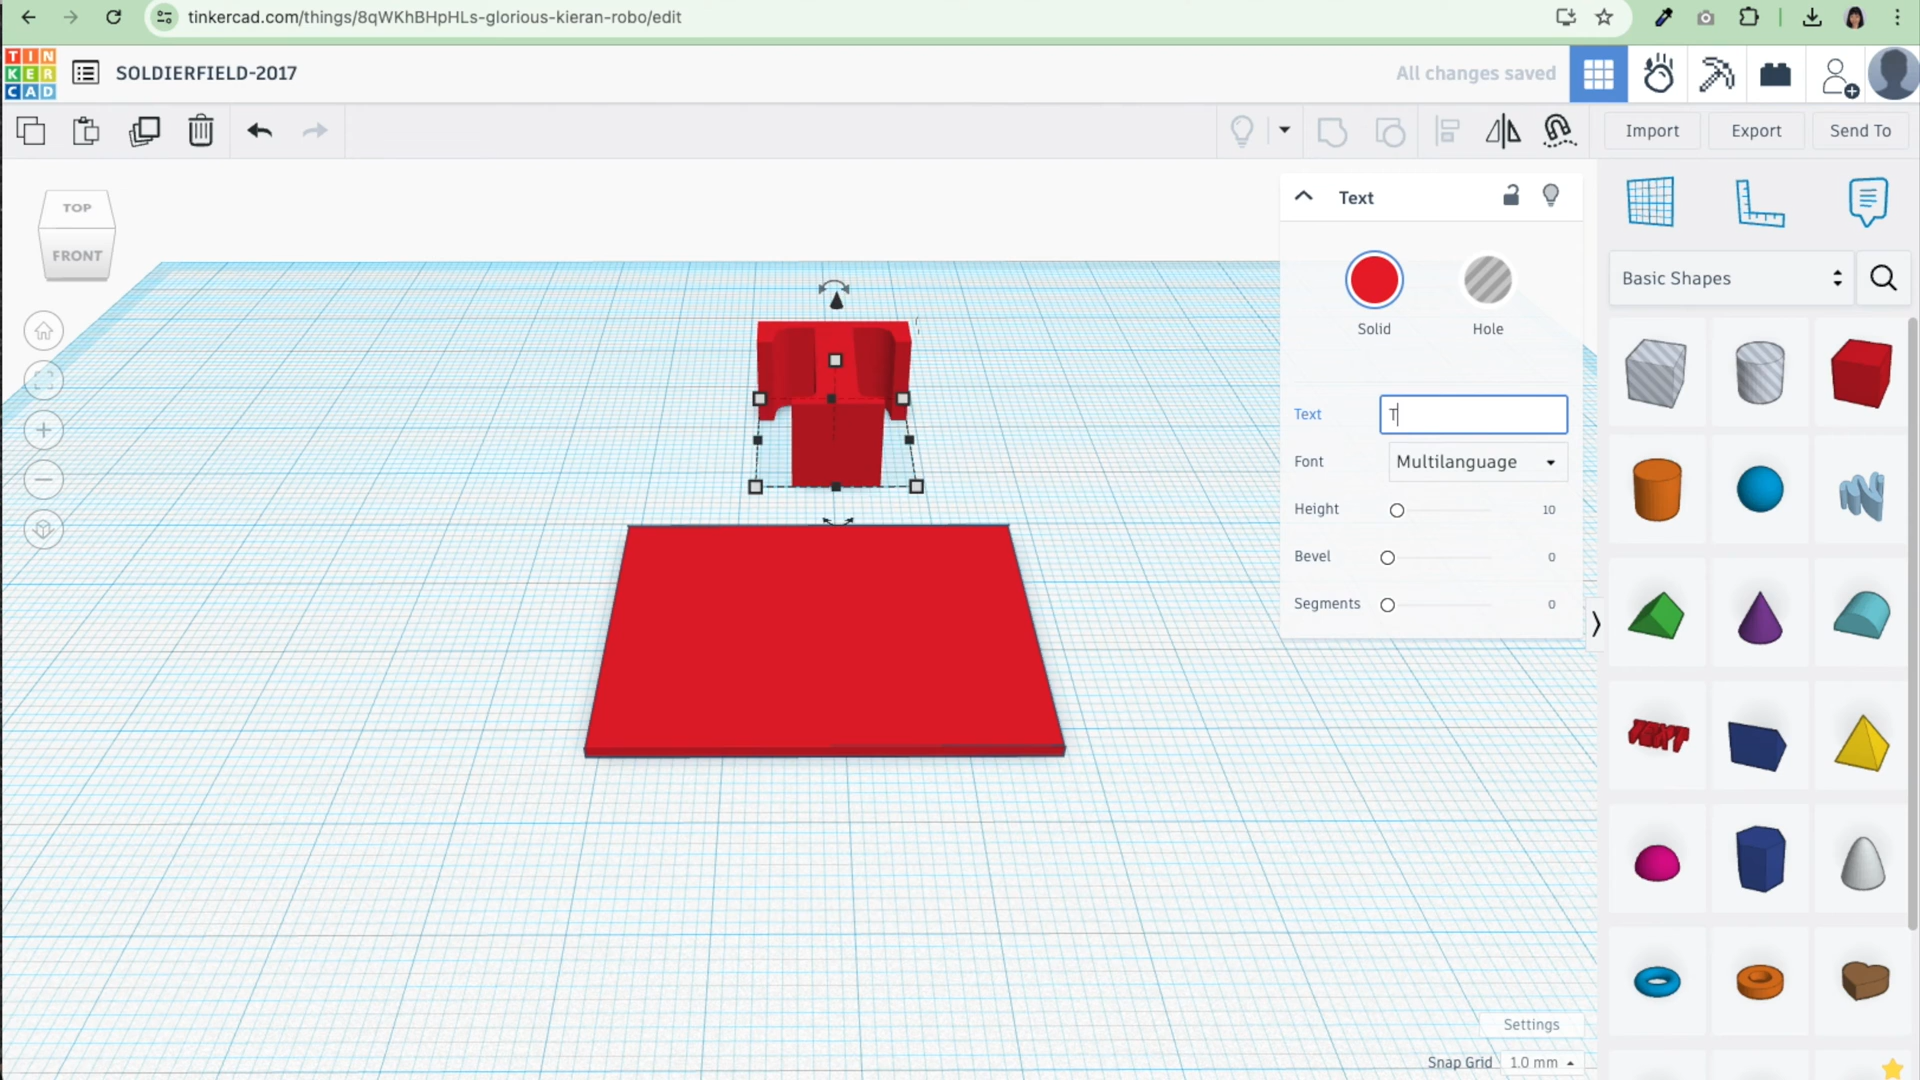 tinkercad.com/things/8qWKhBHpHLs-glorious-kieran-robo/edit
TIN
KER
CAD
SOLDIERFIELD-2017
All changes saved
Import
Export
Send To
TOP
FRONT
Text
Solid
Hole
Text
T
Font
Multilanguage
Height
10
Bevel
0
Segments
0
Basic Shapes
TEXT
Settings
Snap Grid
1.0 mm